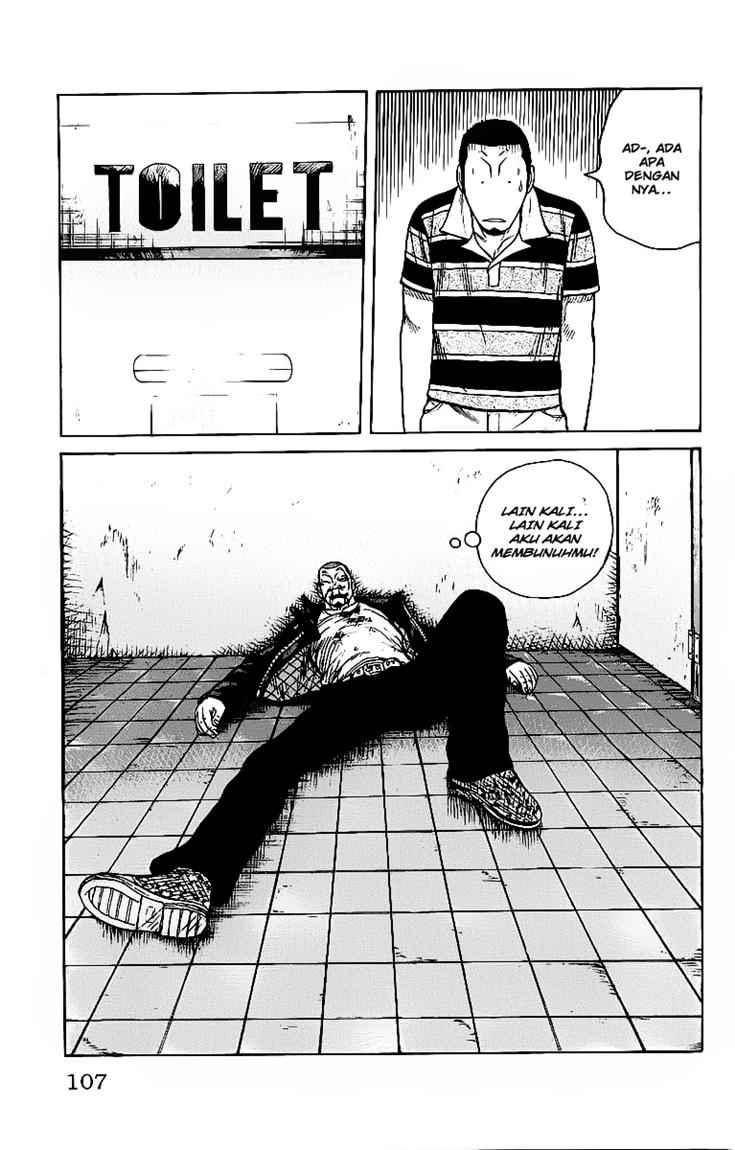 TOILET
AD-, ADA
APA
DENGAN
NYA...
LAIN KALI...
LAIN KALI
AKU AKAN
MEMBUNUHMU!
107